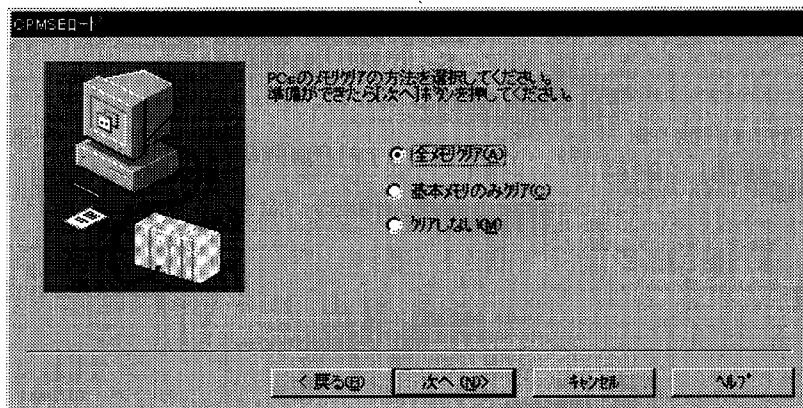 CPMSEロード
PCsのメモリクリアの方法を選択してください。
準備ができたら[次へ]ボタンを押してください。
全メモリクリア(A)
基本メモリのみクリア(C)
クリアしない(M)
< 戻る(B)
次へ (N)>
キャンセル
ヘルプ